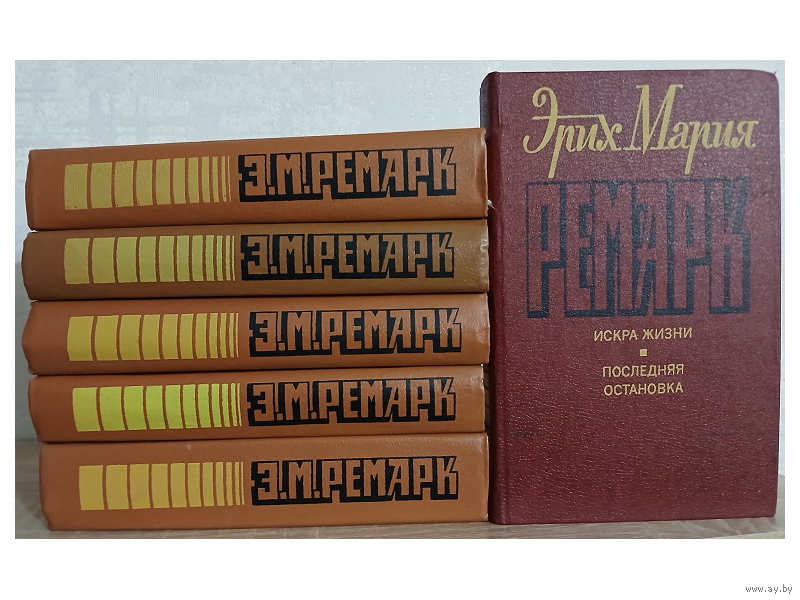 Э.М.РЕМАРК
Э.М.РЕМАРК
Э.М.РЕМАРК
Э.М.РЕМАРК
Э.М.РЕМАРК
Эрих Мария
РЕМАРК
ИСКРА ЖИЗНИ
ПОСЛЕДНЯЯ
ОСТАНОВКА
www.ay.by